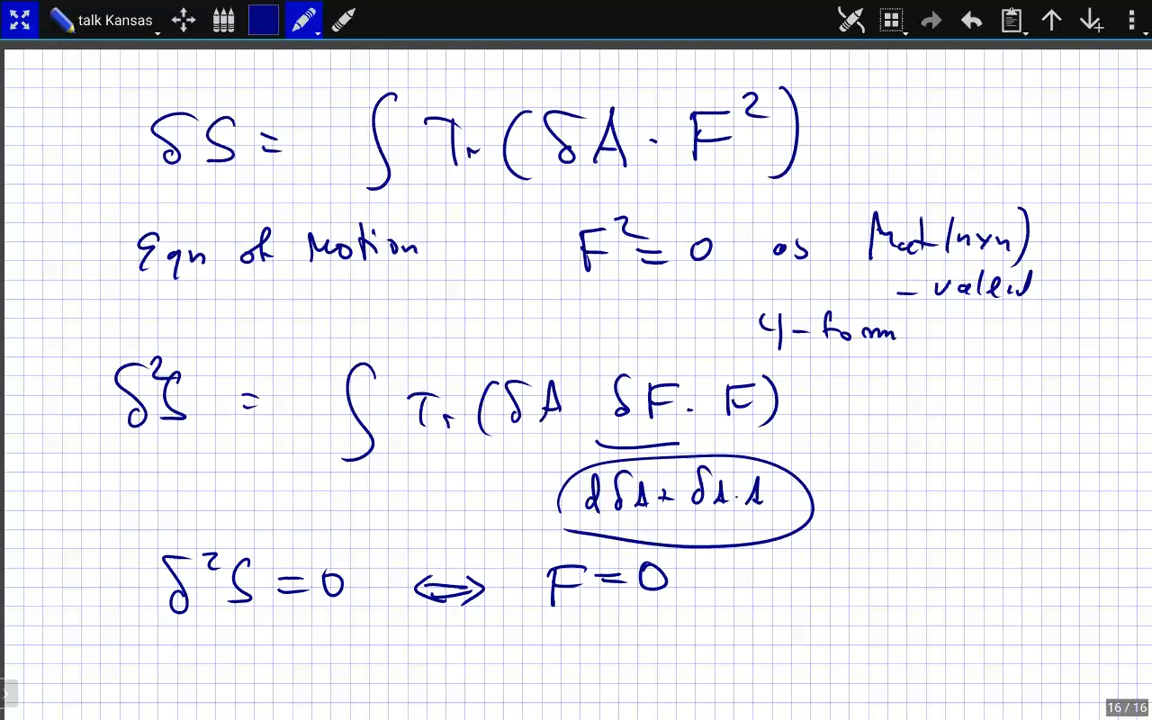 talk Kansas
δS = ∫ Tr (δA · F²)
Eqn of Motion F² = 0 as Mat(n×n)
- valued
4-form
δ²S = ∫ Tr (δA δF · F)
dδA + δA·A
δ²S = 0 ⟺ F = 0
16 / 16